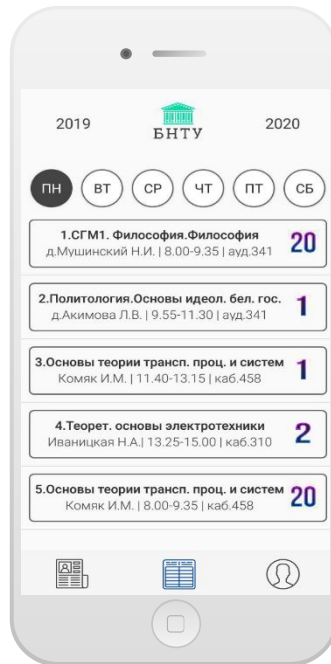 2019
БНТУ
2020
ПН ВТ СР ЧТ ПТ СБ
1.СГМ1. Философия.Философия
д.Мушинский Н.И. | 8.00-9.35 | ауд.341
20
2.Политология.Основы идеол. бел. гос.
д.Акимова Л.В. | 9.55-11.30 | ауд.341
1
3.Основы теории трансп. проц. и систем
Комяк И.М. | 11.40-13.15 | каб.458
1
4.Теорет. основы электротехники
Иваницкая Н.А.| 13.25-15.00 | каб.310
2
5.Основы теории трансп. проц. и систем
Комяк И.М. | 8.00-9.35 | каб.458
20